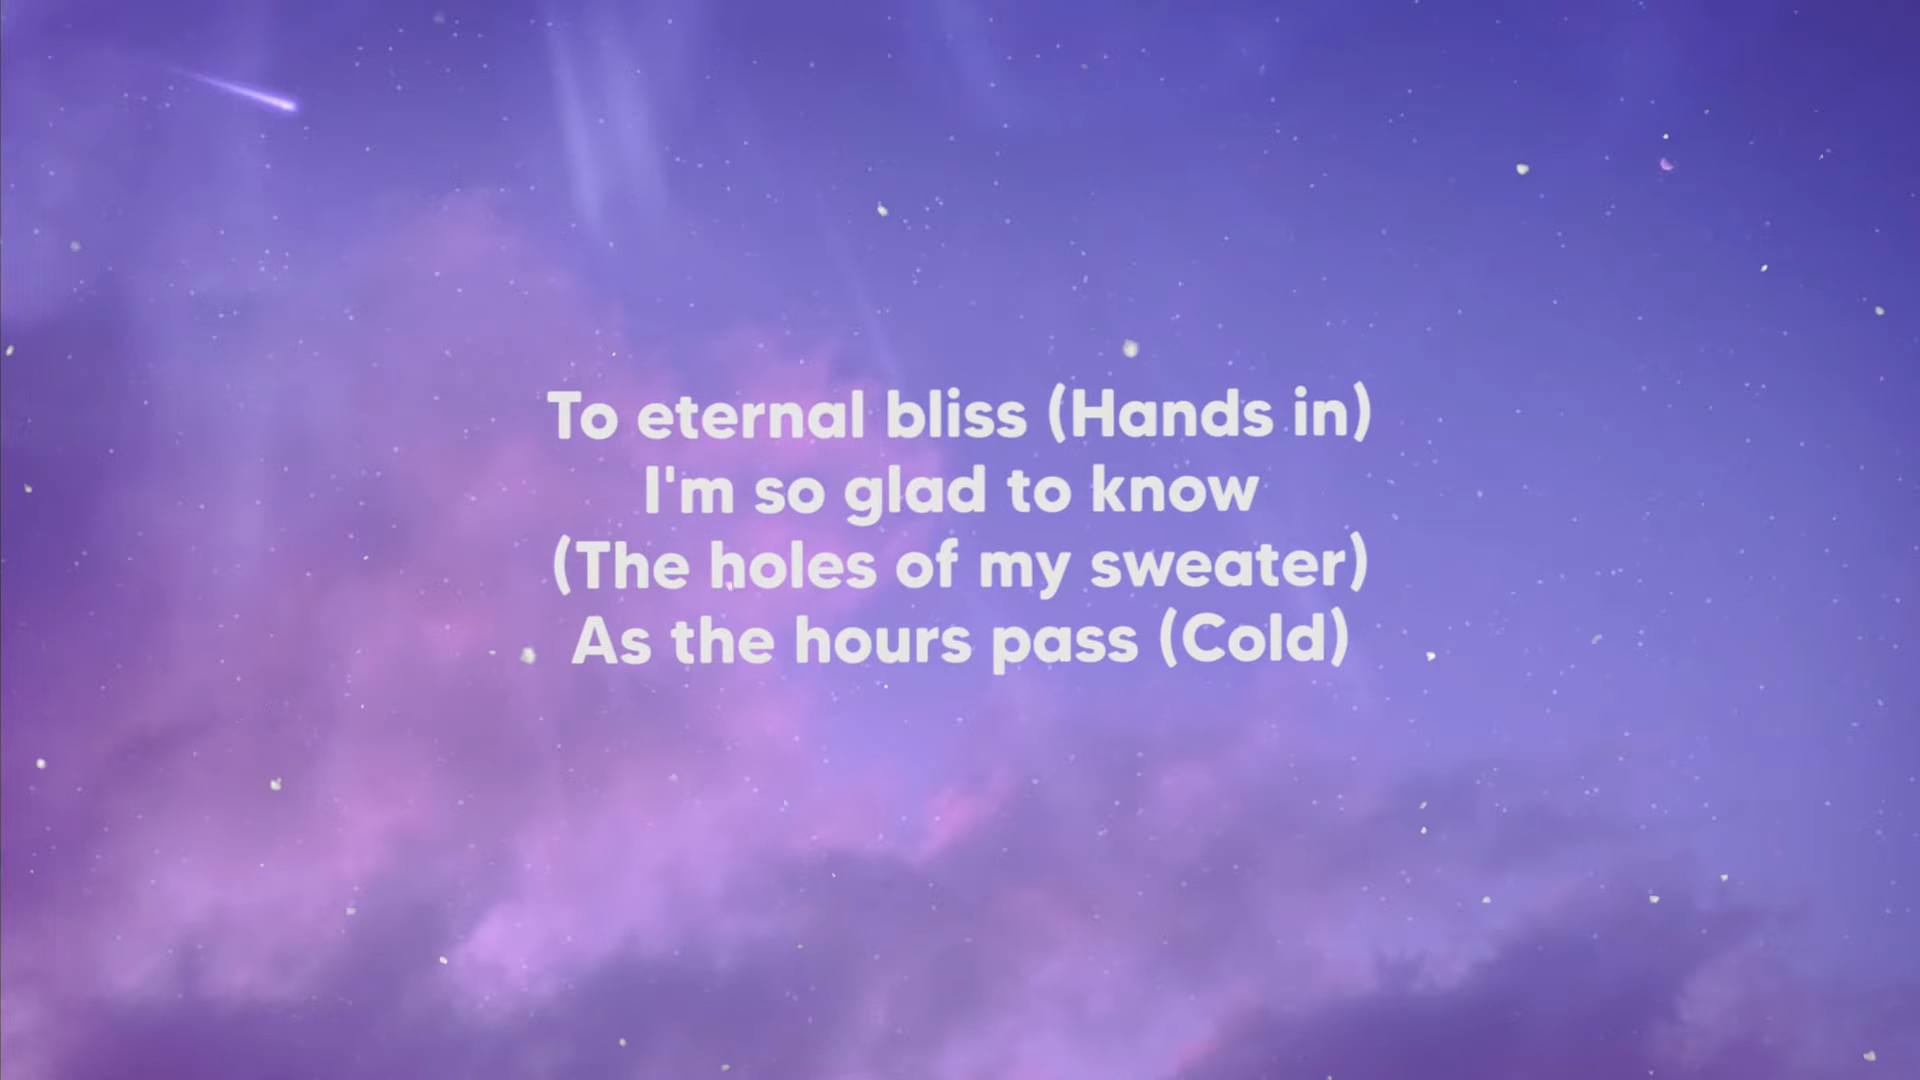 To eternal bliss (Hands in)
I'm so glad to know
(The holes of my sweater)
As the hours pass (Cold)